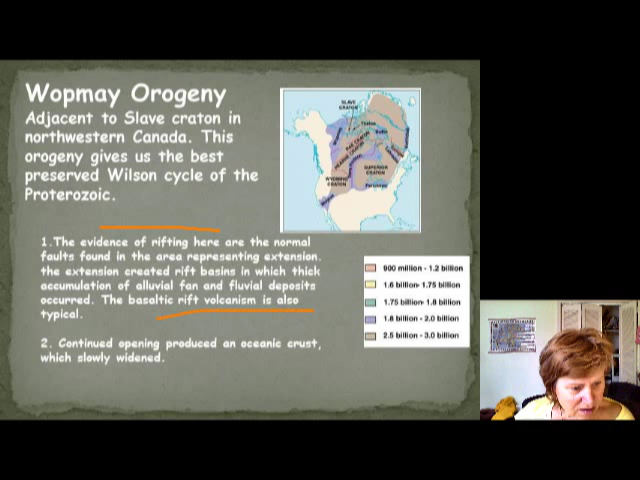 Wopmay Orogeny
Adjacent to Slave craton in
northwestern Canada. This
orogeny gives us the best
preserved Wilson cycle of the
Proterozoic.
1.The evidence of rifting here are the normal
faults found in the area representing extension.
the extension created rift basins in which thick
accumulation of alluvial fan and fluvial deposits
occurred. The basaltic rift volcanism is also
typical.
2. Continued opening produced an oceanic crust,
which slowly widened.
SLAVE
CRATON
WYOMING
CRATON
SUPERIOR
CRATON
900 million - 1.2 billion
1.6 billion - 1.75 billion
1.75 billion - 1.8 billion
1.8 billion - 2.0 billion
2.5 billion - 3.0 billion